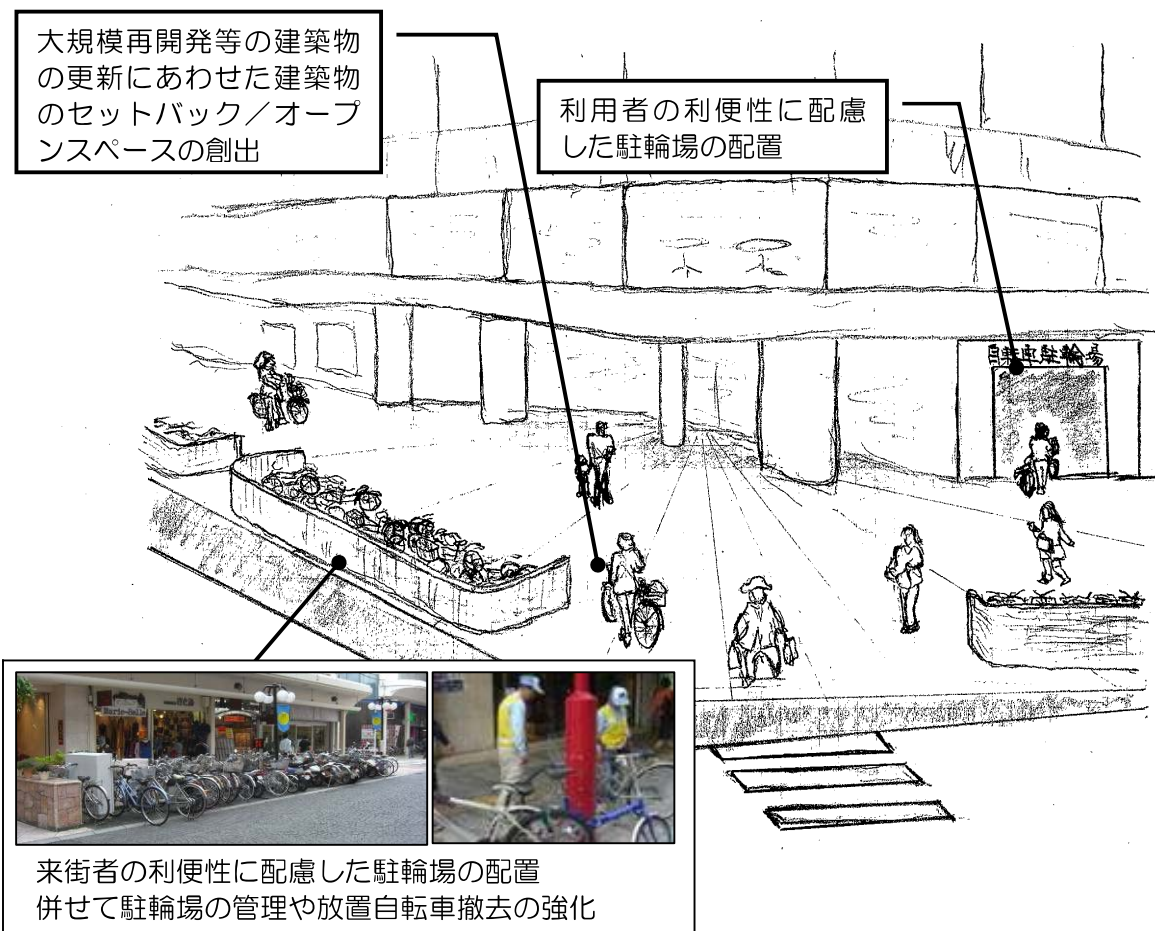 大規模再開発等の建築物
の更新にあわせた建築物
のセットバック／オープ
ンスペースの創出
利用者の利便性に配慮
した駐輪場の配置
自転車駐輪場
来街者の利便性に配慮した駐輪場の配置
併せて駐輪場の管理や放置自転車撤去の強化